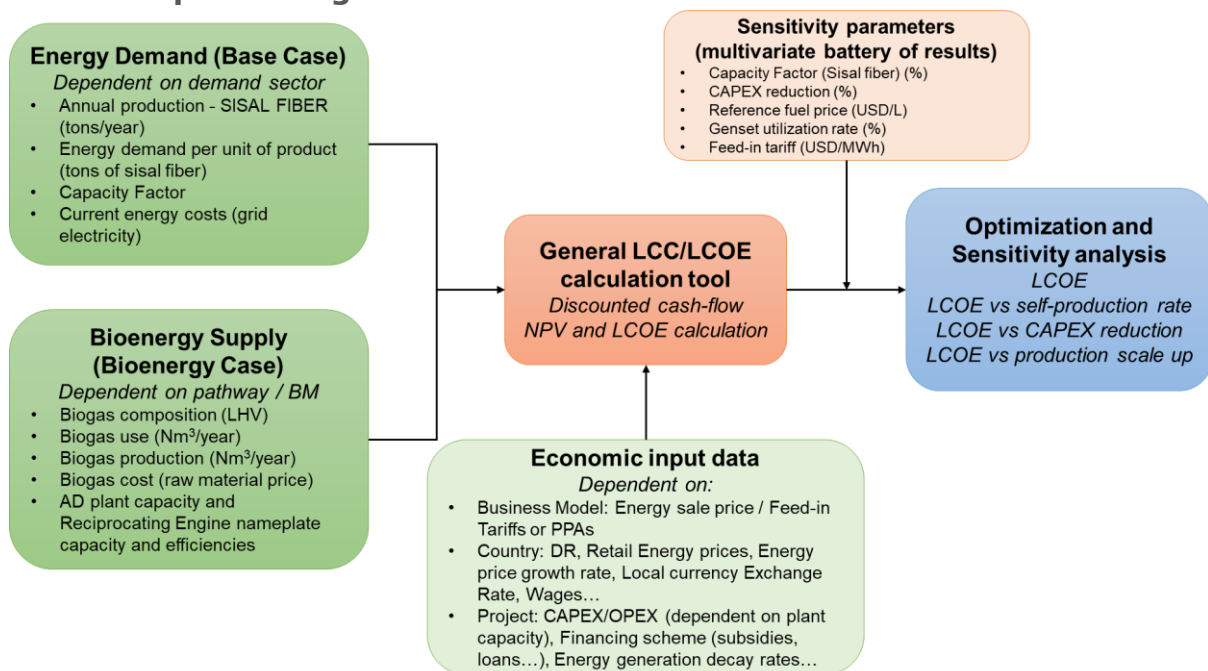 Energy Demand (Base Case)
Dependent on demand sector
• Annual production - SISAL FIBER
(tons/year)
• Energy demand per unit of product
(tons of sisal fiber)
• Capacity Factor
• Current energy costs (grid
electricity)
Bioenergy Supply
(Bioenergy Case)
Dependent on pathway / BM
• Biogas composition (LHV)
• Biogas use (Nm³/year)
• Biogas production (Nm³/year)
• Biogas cost (raw material price)
• AD plant capacity and
Reciprocating Engine nameplate
capacity and efficiencies
General LCC/LCOE
calculation tool
Discounted cash-flow
NPV and LCOE calculation
Economic input data
Dependent on:
• Business Model: Energy sale price / Feed-in
Tariffs or PPAs
• Country: DR, Retail Energy prices, Energy
price growth rate, Local currency Exchange
Rate, Wages…
• Project: CAPEX/OPEX (dependent on plant
capacity), Financing scheme (subsidies,
loans…), Energy generation decay rates…
Sensitivity parameters
(multivariate battery of results)
• Capacity Factor (Sisal fiber) (%)
• CAPEX reduction (%)
• Reference fuel price (USD/L)
• Genset utilization rate (%)
• Feed-in tariff (USD/MWh)
Optimization and
Sensitivity analysis
LCOE
LCOE vs self-production rate
LCOE vs CAPEX reduction
LCOE vs production scale up